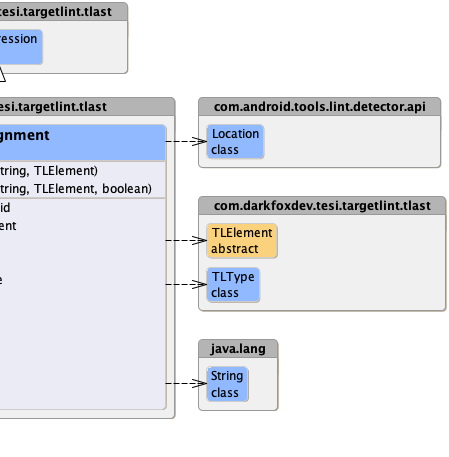 tesi.targetlint.tlast
ression
esi.targetlint.tlast
gnment
tring, TLElement)
tring, TLElement, boolean)
id
ent
e
com.android.tools.lint.detector.api
Location
class
com.darkfoxdev.tesi.targetlint.tlast
TLElement
abstract
TLType
class
java.lang
String
class